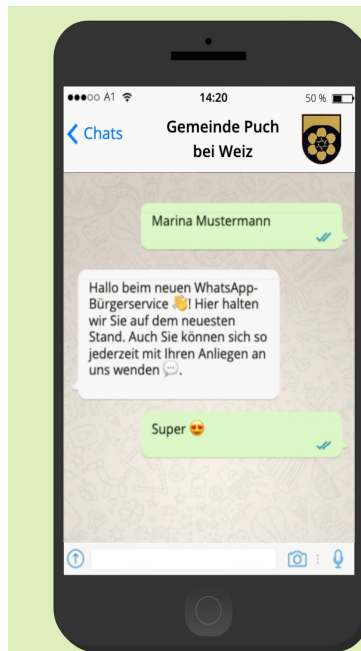 A1 14:20 50 %
Chats Gemeinde Puch
bei Weiz
Marina Mustermann
Hallo beim neuen WhatsApp-
Bürgerservice 👋! Hier halten
wir Sie auf dem neuesten
Stand. Auch Sie können sich so
jederzeit mit Ihren Anliegen an
uns wenden 💬.
Super 😍